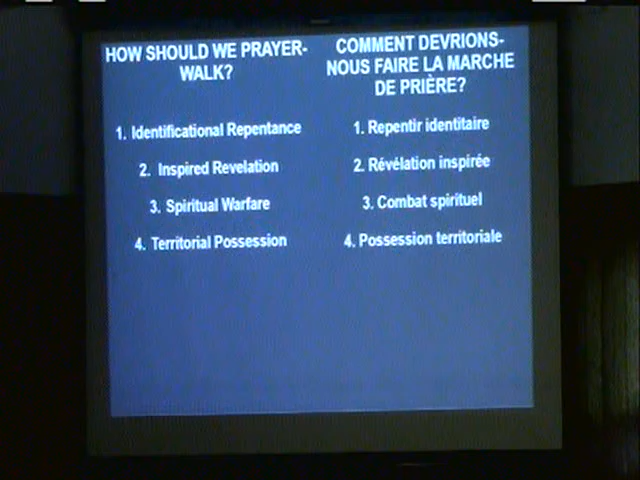 HOW SHOULD WE PRAYER-
WALK?
1. Identificational Repentance
2. Inspired Revelation
3. Spiritual Warfare
4. Territorial Possession
COMMENT DEVRIONS-
NOUS FAIRE LA MARCHE
DE PRIÈRE?
1. Repentir identitaire
2. Révélation inspirée
3. Combat spirituel
4. Possession territoriale